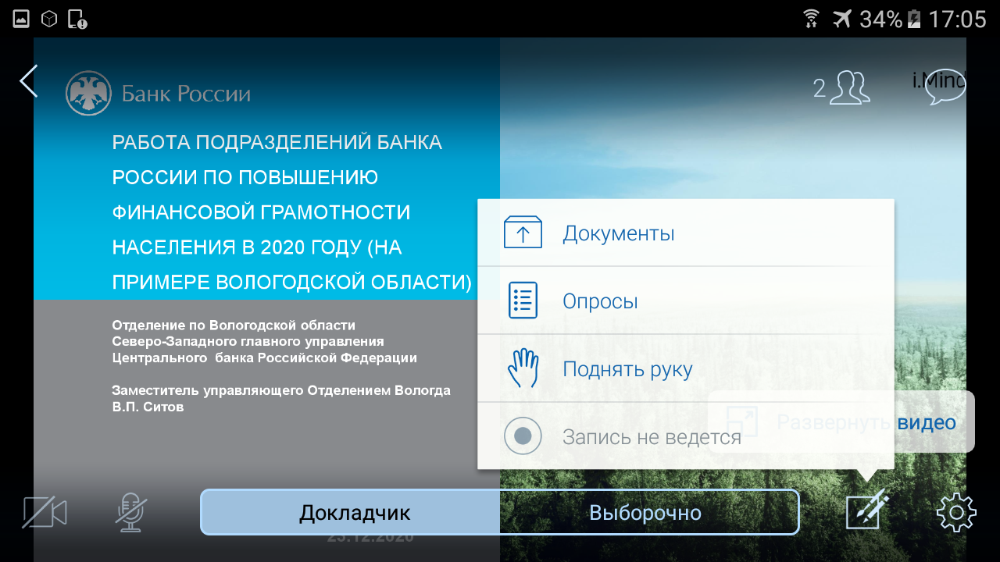 34% 17:05
Банк России
2
i.Mind
РАБОТА ПОДРАЗДЕЛЕНИЙ БАНКА
РОССИИ ПО ПОВЫШЕНИЮ
ФИНАНСОВОЙ ГРАМОТНОСТИ
НАСЕЛЕНИЯ В 2020 ГОДУ (НА
ПРИМЕРЕ ВОЛОГОДСКОЙ ОБЛАСТИ)
Отделение по Вологодской области
Северо-Западного главного управления
Центрального банка Российской Федерации
Заместитель управляющего Отделением Вологда
В.П. Ситов
Документы
Опросы
Поднять руку
Запись не ведется
Развернуть видео
Докладчик
Выборочно
23.12.2020